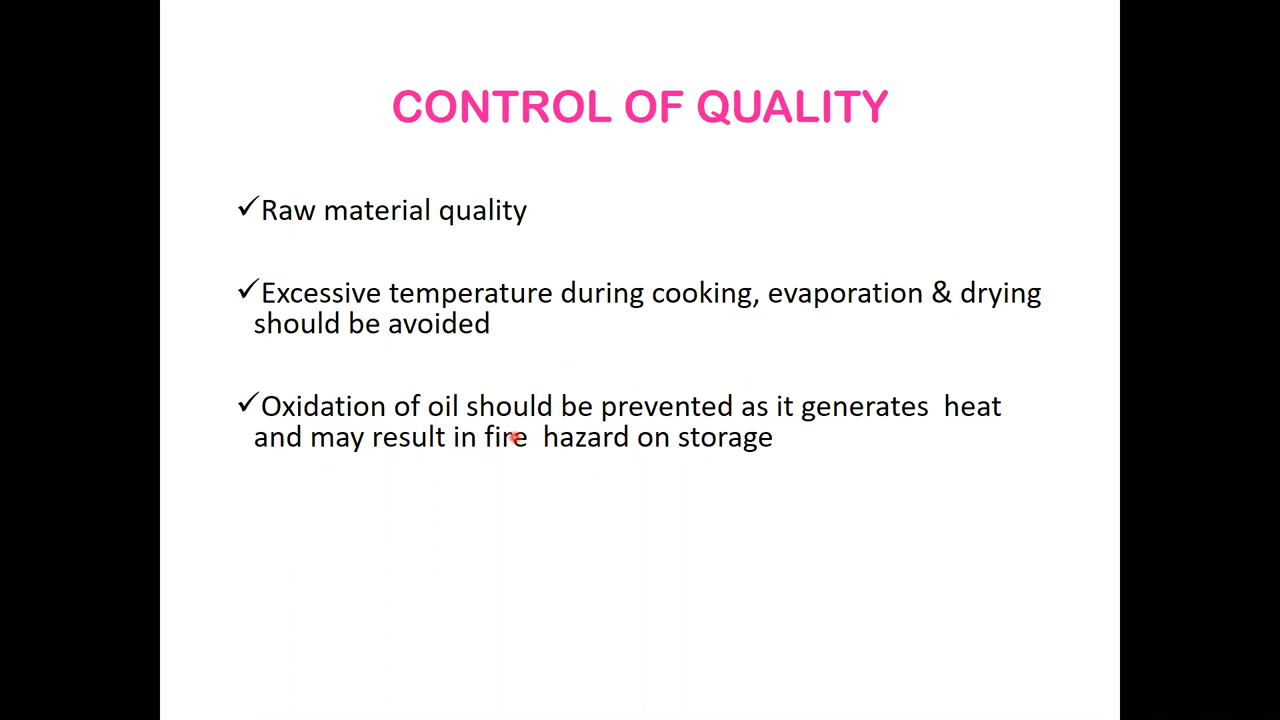 CONTROL OF QUALITY
✓Raw material quality
✓Excessive temperature during cooking, evaporation & drying
should be avoided
✓Oxidation of oil should be prevented as it generates  heat
and may result in fire  hazard on storage